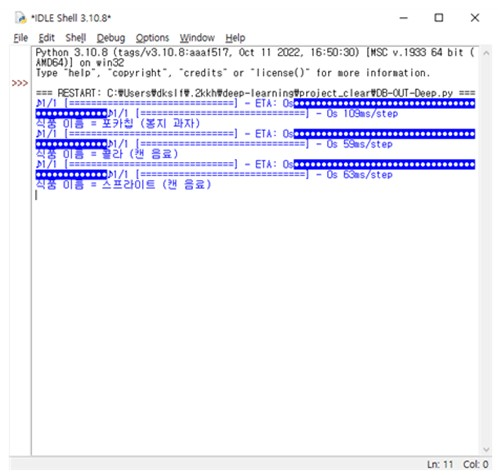 *IDLE Shell 3.10.8*
File Edit Shell Debug Options Window Help
Python 3.10.8 (tags/v3.10.8:aaaf517, Oct 11 2022, 16:50:30) [MSC v.1933 64 bit (
AMD64)] on win32
Type "help", "copyright", "credits" or "license()" for more information.
>>>
=== RESTART: C:\Users\dkslf\.2kkh\deep-learning\project_clear\DB-OUT-Deep.py ===
1/1 [==============================] - ETA: 0s
1/1 [==============================] - 0s 109ms/step
식품 이름 = 포카칩 (봉지 과자)
1/1 [==============================] - ETA: 0s
1/1 [==============================] - 0s 59ms/step
식품 이름 = 콜라 (캔 음료)
1/1 [==============================] - ETA: 0s
1/1 [==============================] - 0s 63ms/step
식품 이름 = 스프라이트 (캔 음료)
Ln: 11 Col: 0